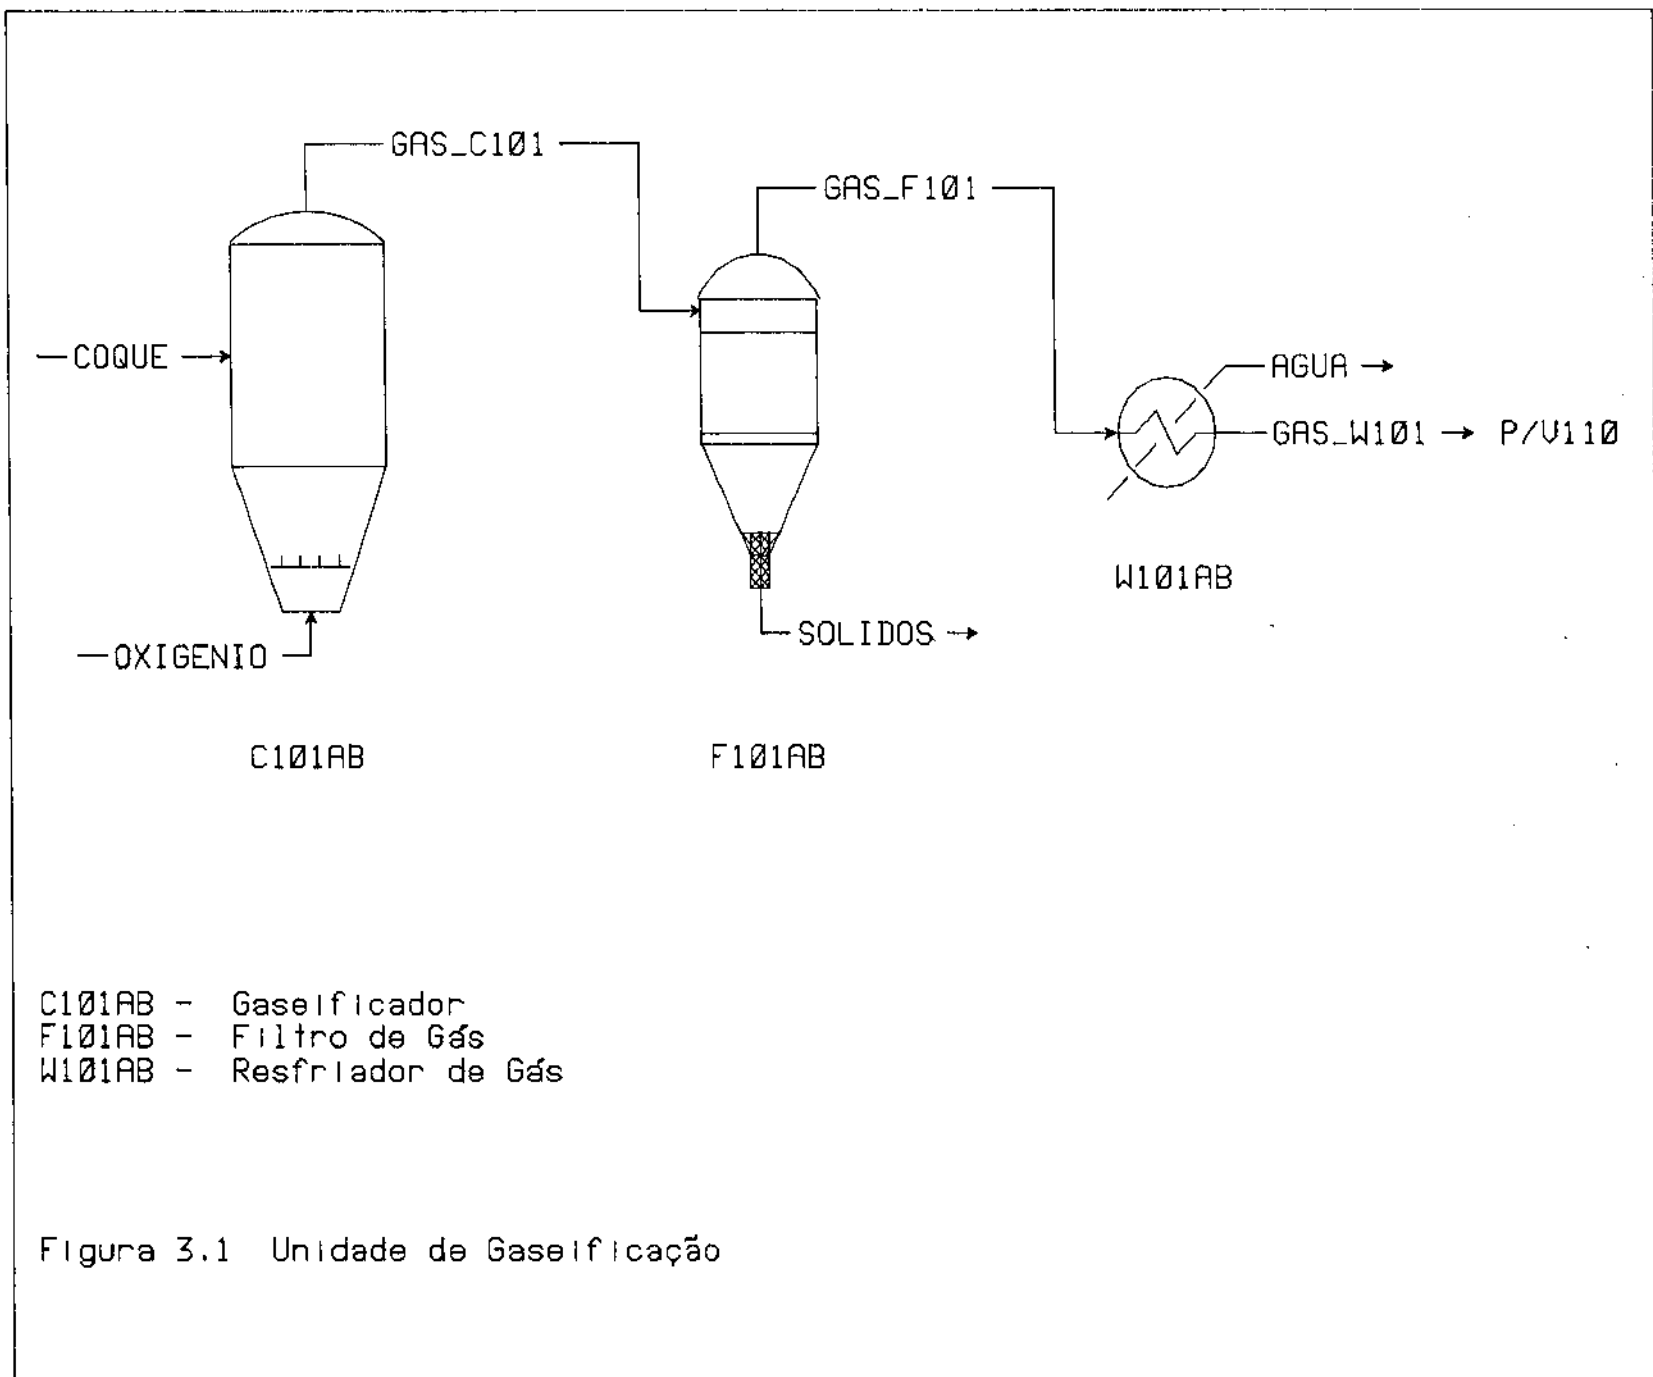 GAS_C101
GAS_F101
COQUE
AGUA
GAS_W101 P/V110
W101AB
SOLIDOS
OXIGENIO
C101AB F101AB
C101AB - Gaseificador
F101AB - Filtro de Gás
W101AB - Resfriador de Gás
Figura 3.1 Unidade de Gaseificação